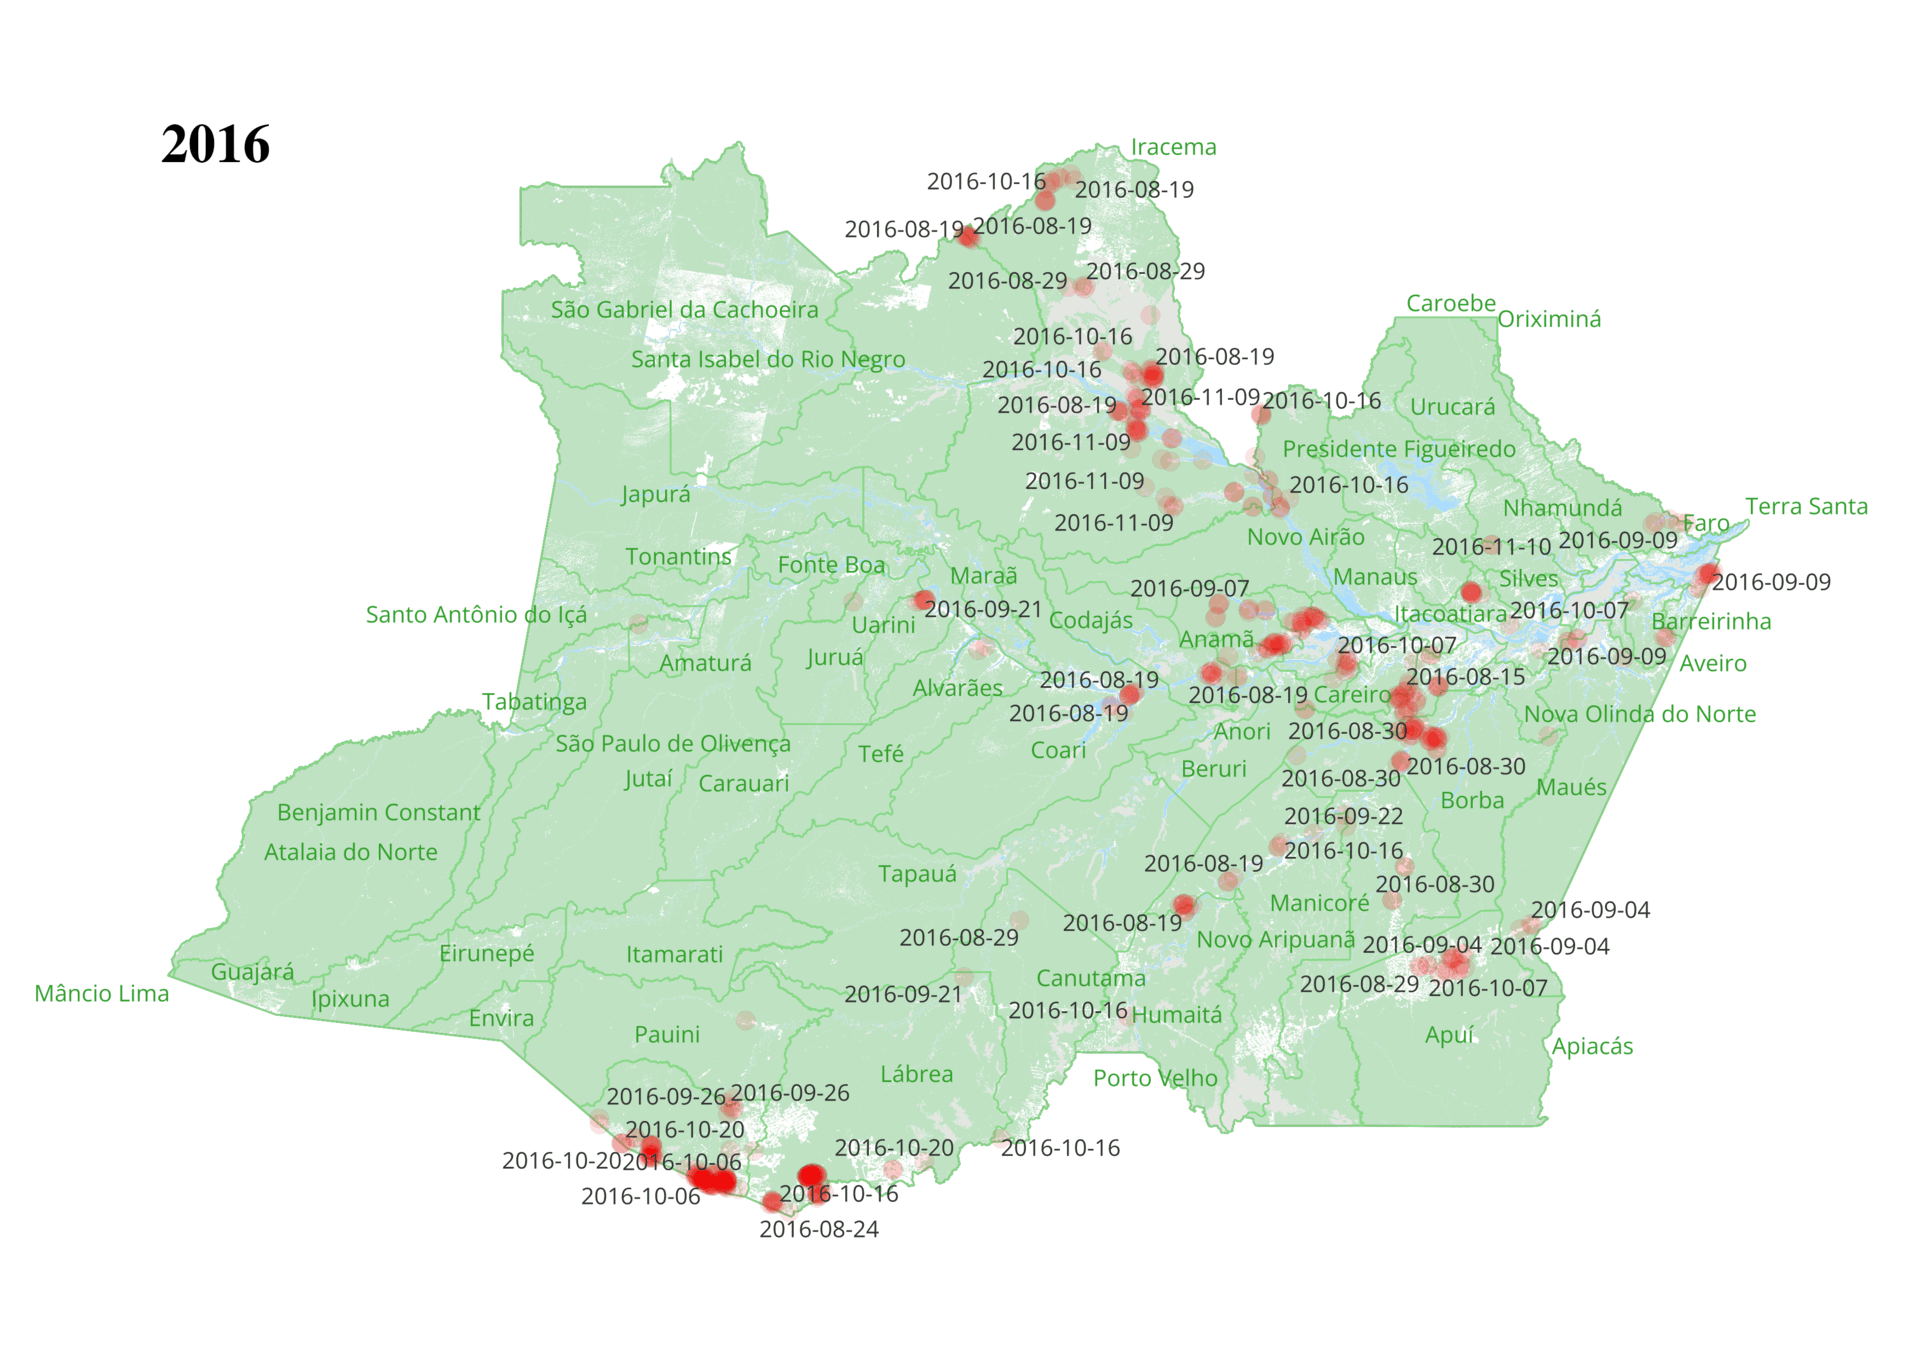 2016
Iracema
2016-10-16
2016-08-19
2016-08-19
2016-08-19
2016-08-29
2016-08-29
São Gabriel da Cachoeira
Caroebe
Oriximiná
2016-10-16
Santa Isabel do Rio Negro
2016-08-19
2016-10-16
2016-08-19
2016-11-09
2016-10-16
Urucará
2016-11-09
Presidente Figueiredo
2016-11-09
2016-10-16
Japurá
Nhamundá
Terra Santa
2016-11-09
Faro
Novo Airão
2016-11-10
2016-09-09
Tonantins
Fonte Boa
Maraã
Manaus
Silves
2016-09-09
2016-09-07
Santo Antônio do Içá
2016-09-21
Codajás
Itacoatiara
2016-10-07
Uarini
Barreirinha
Anamã
2016-10-07
Juruá
Amaturá
2016-09-09
Aveiro
2016-08-19
2016-08-15
Alvarães
2016-08-19
Careiro
Tabatinga
2016-08-19
Nova Olinda do Norte
Anori
2016-08-30
São Paulo de Olivença
Tefé
Coari
Beruri
2016-08-30
Jutaí
Carauari
2016-08-30
Maués
Borba
Benjamin Constant
2016-09-22
Atalaia do Norte
2016-10-16
2016-08-19
Tapauá
2016-08-30
Manicoré
2016-09-04
2016-08-19
2016-08-29
Novo Aripuanã
2016-09-04
2016-09-04
Eirunepé
Itamarati
Guajará
Canutama
2016-08-29
2016-10-07
Mâncio Lima
Ipixuna
2016-09-21
2016-10-16
Humaitá
Envira
Pauini
Apuí
Apiacás
Lábrea
Porto Velho
2016-09-26
2016-09-26
2016-10-20
2016-10-20
2016-10-06
2016-10-20
2016-10-16
2016-10-06
2016-10-16
2016-08-24